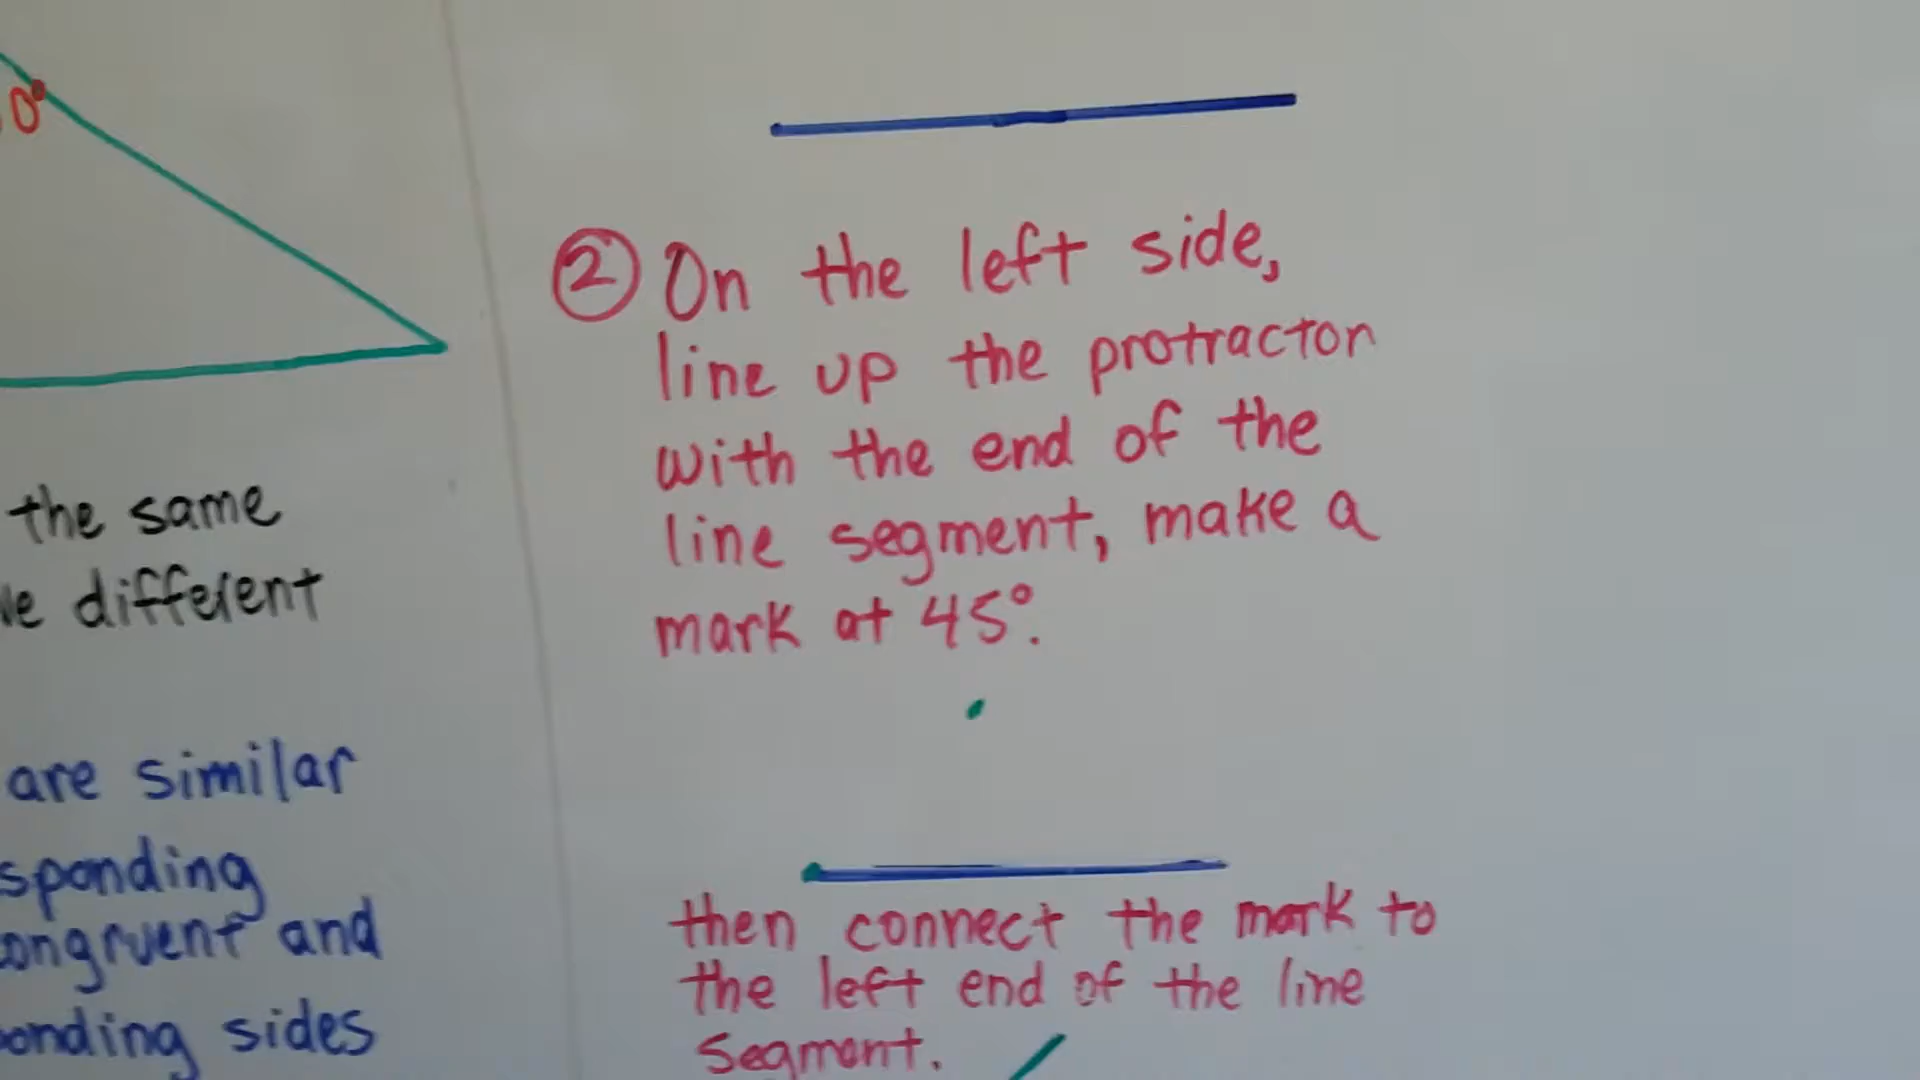 0°
the same
different
are similar
sponding
ongruent and
onding sides
② On the left side,
line up the protractor
with the end of the
line segment, make a
mark at 45°.
then connect the mark to
the left end of the line
segment.